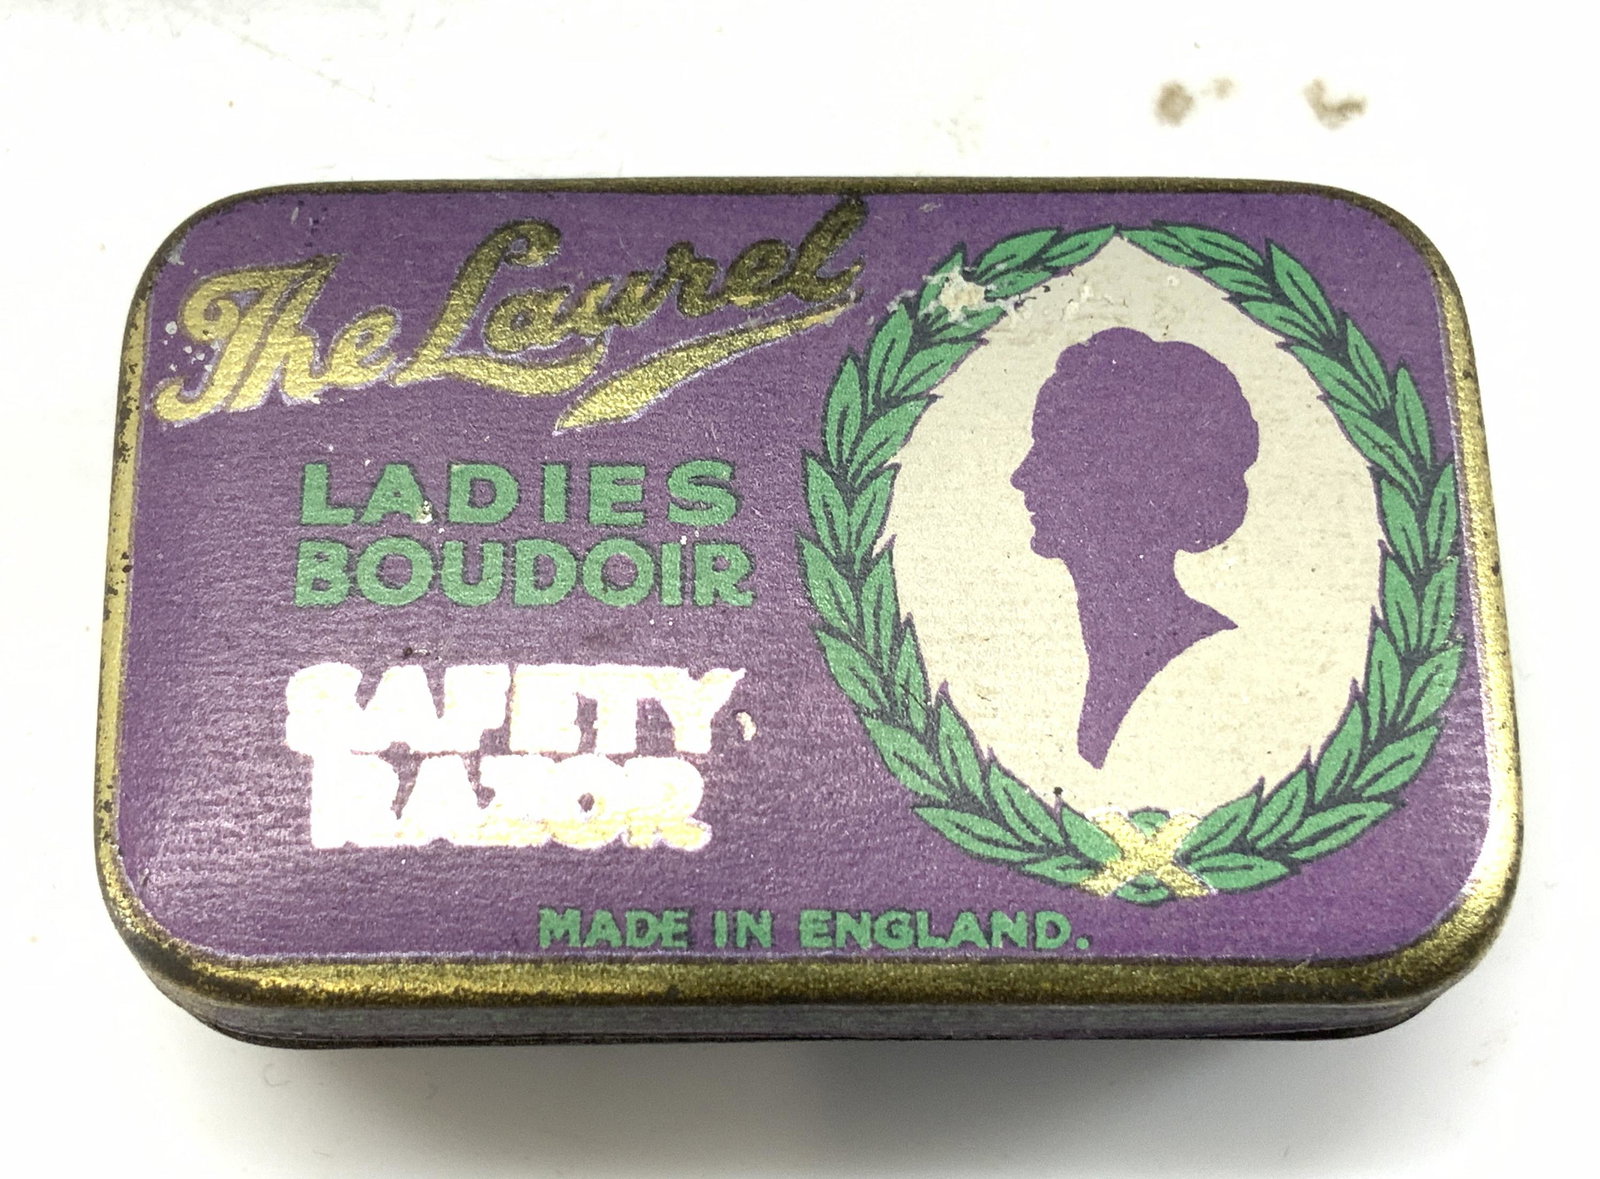 The Laurel
LADIES
BOUDOIR
SAFETY
RAZOR
MADE IN ENGLAND.